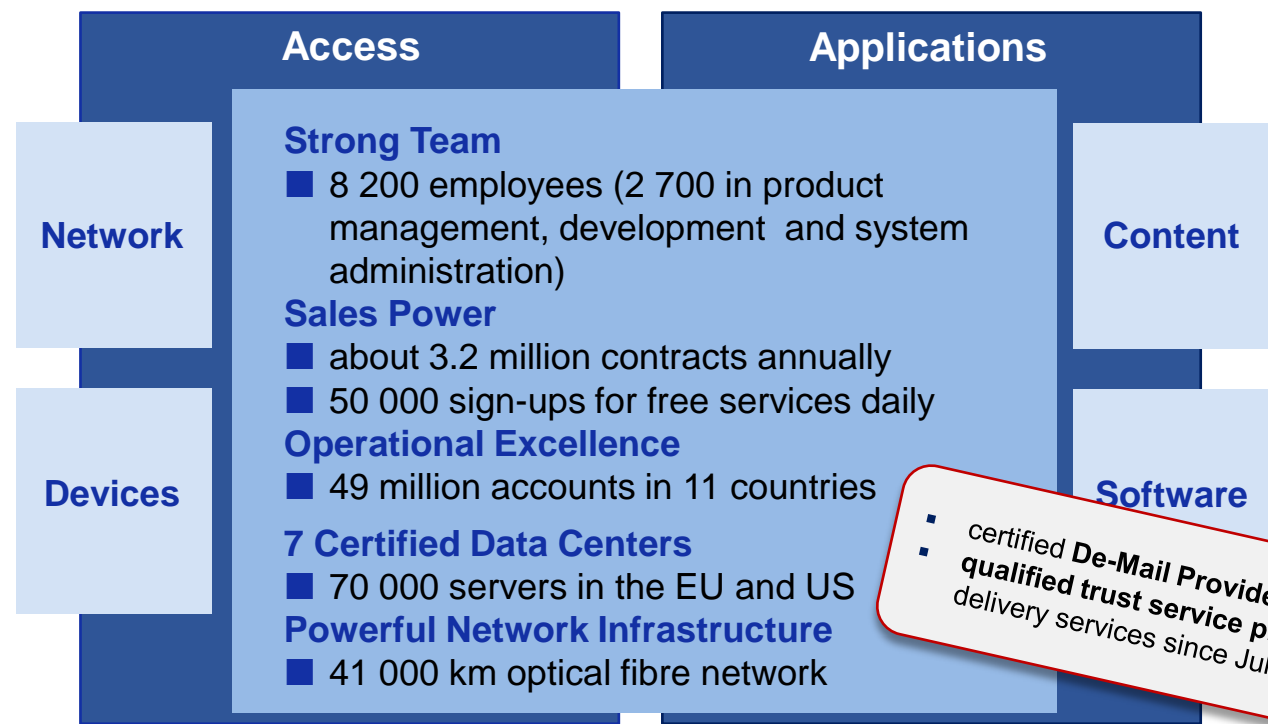 Access
Applications
Network
Devices
Strong Team
■ 8 200 employees (2 700 in product
management, development and system
administration)
Sales Power
■ about 3.2 million contracts annually
■ 50 000 sign-ups for free services daily
Operational Excellence
■ 49 million accounts in 11 countries
7 Certified Data Centers
■ 70 000 servers in the EU and US
Powerful Network Infrastructure
■ 41 000 km optical fibre network
Content
Software
▪ certified De-Mail
▪ qualified trust service
delivery services since